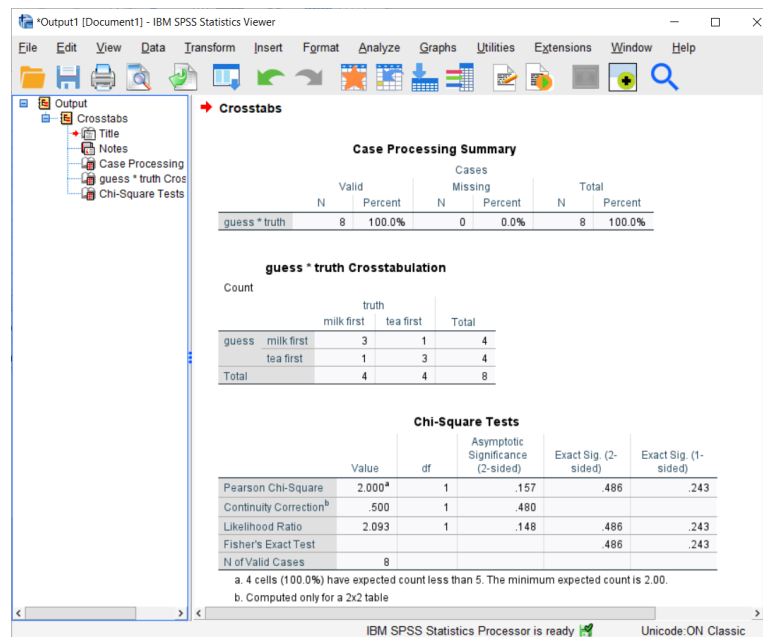 *Output1 [Document1] - IBM SPSS Statistics Viewer
File Edit View Data Transform Insert Format Analyze Graphs Utilities Extensions Window Help
Output
Crosstabs
Title
Notes
Case Processing
guess * truth Cros
Chi-Square Tests
Crosstabs
Case Processing Summary
Cases
Valid Missing Total
N Percent N Percent N Percent
guess * truth 8 100.0% 0 0.0% 8 100.0%
guess * truth Crosstabulation
Count
truth
milk first tea first Total
guess milk first 3 1 4
tea first 1 3 4
Total 4 4 8
Chi-Square Tests
Value df Asymptotic Significance (2-sided) Exact Sig. (2-sided) Exact Sig. (1-sided)
Pearson Chi-Square 2.000a 1 .157 .486 .243
Continuity Correctionb .500 1 .480
Likelihood Ratio 2.093 1 .148 .486 .243
Fisher's Exact Test .486 .243
N of Valid Cases 8
a. 4 cells (100.0%) have expected count less than 5. The minimum expected count is 2.00.
b. Computed only for a 2x2 table
IBM SPSS Statistics Processor is ready Unicode:ON Classic